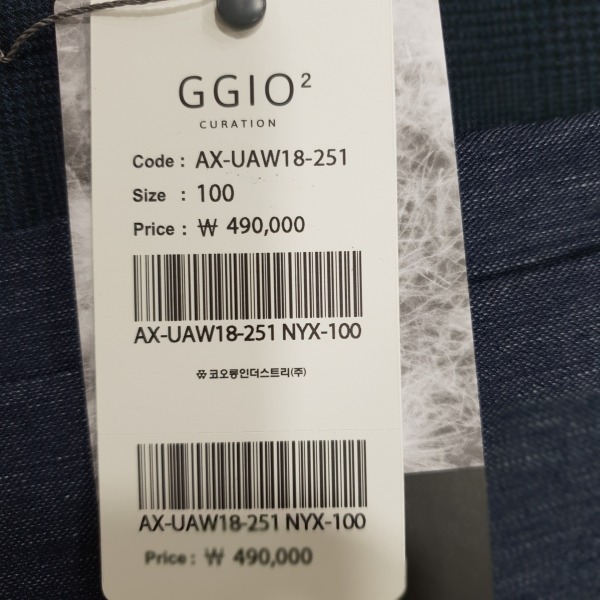 GGIO²
CURATION
Code : AX-UAW18-251
Size : 100
Price : ₩ 490,000
AX-UAW18-251 NYX-100
코오롱인더스트리(주)
AX-UAW18-251 NYX-100
Price : ₩ 490,000